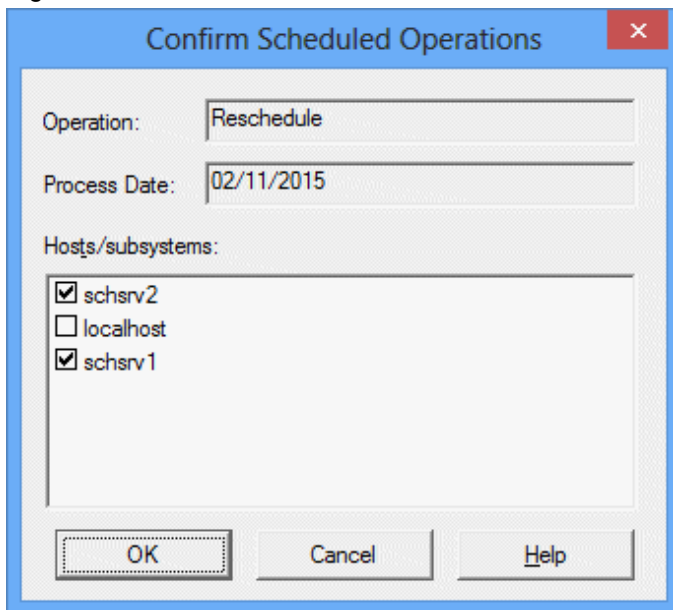 Confirm Scheduled Operations
Operation: Reschedule
Process Date: 02/11/2015
Hosts/subsystems:
schsrv2
localhost
schsrv1
OK Cancel Help